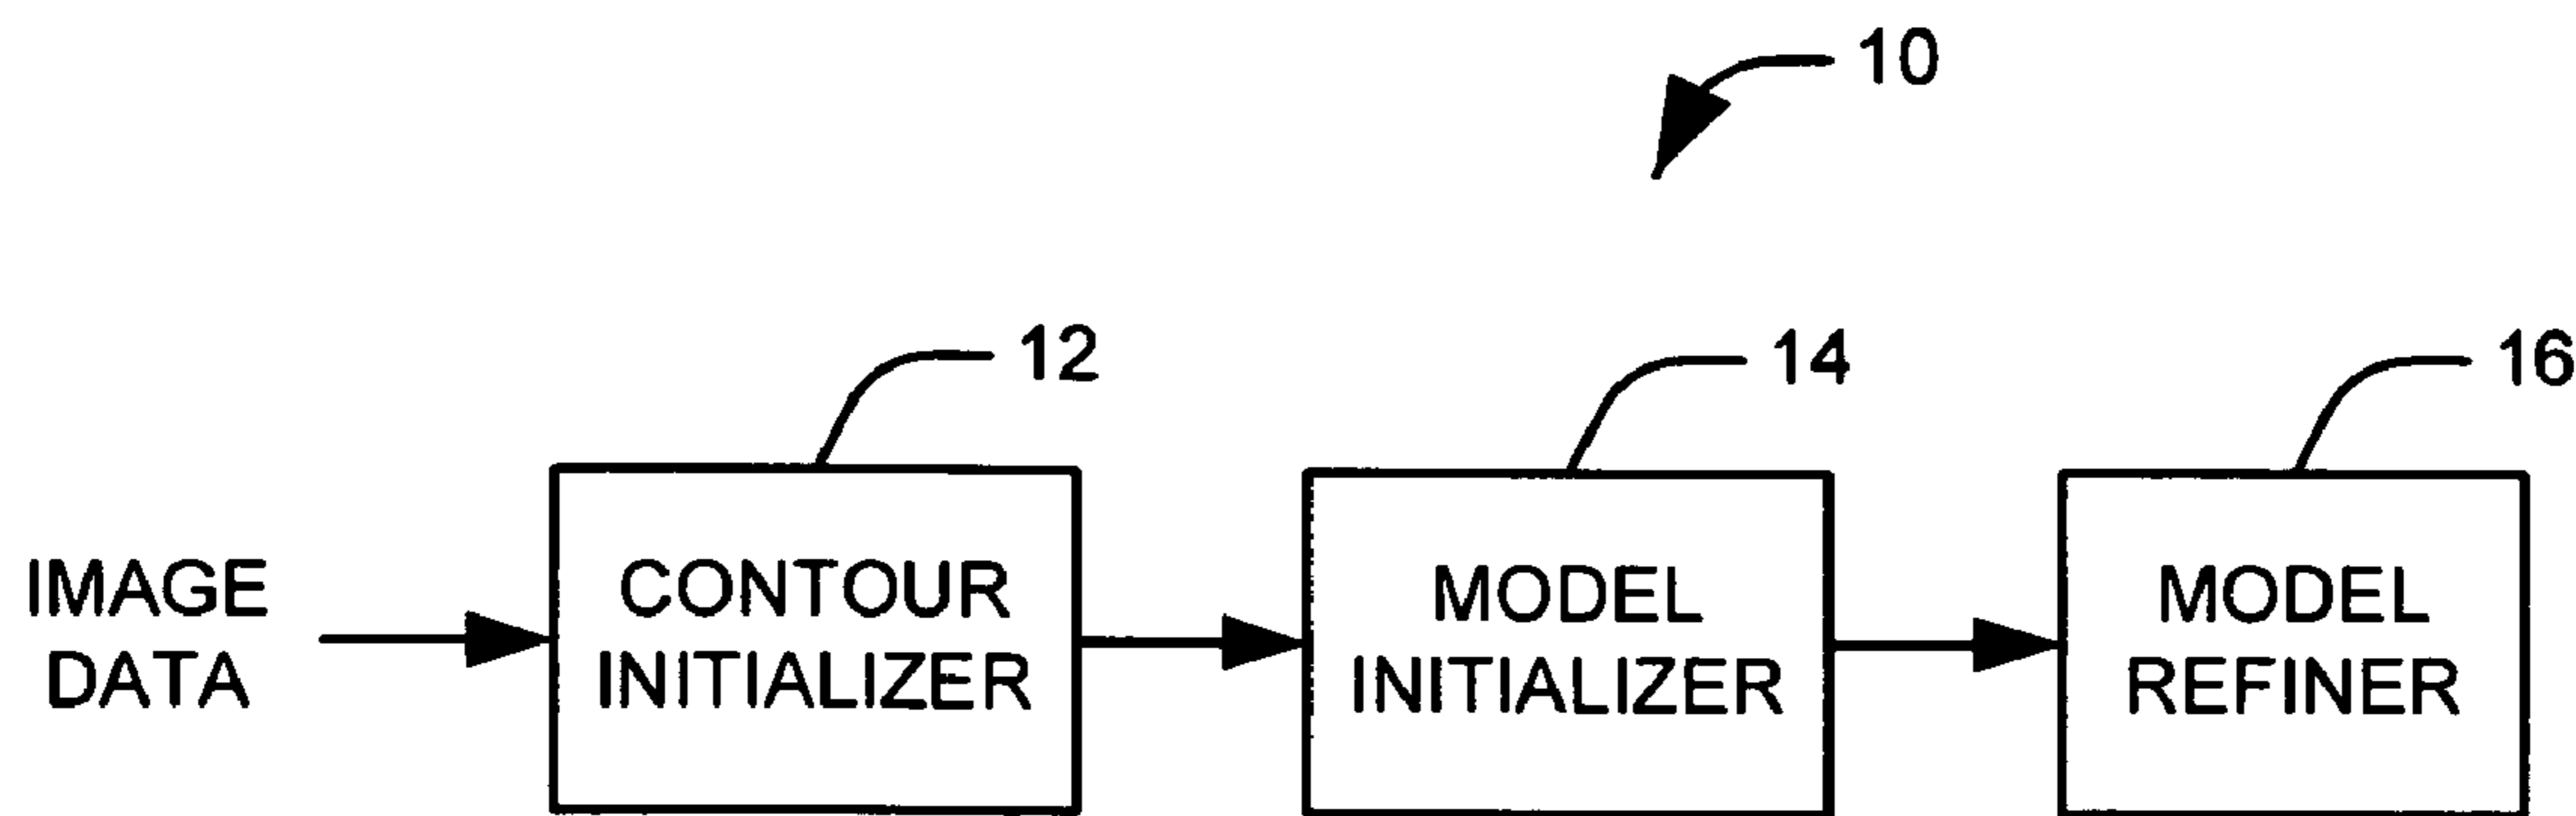 10
12
14
16
IMAGE
DATA
CONTOUR
INITIALIZER
MODEL
INITIALIZER
MODEL
REFINER